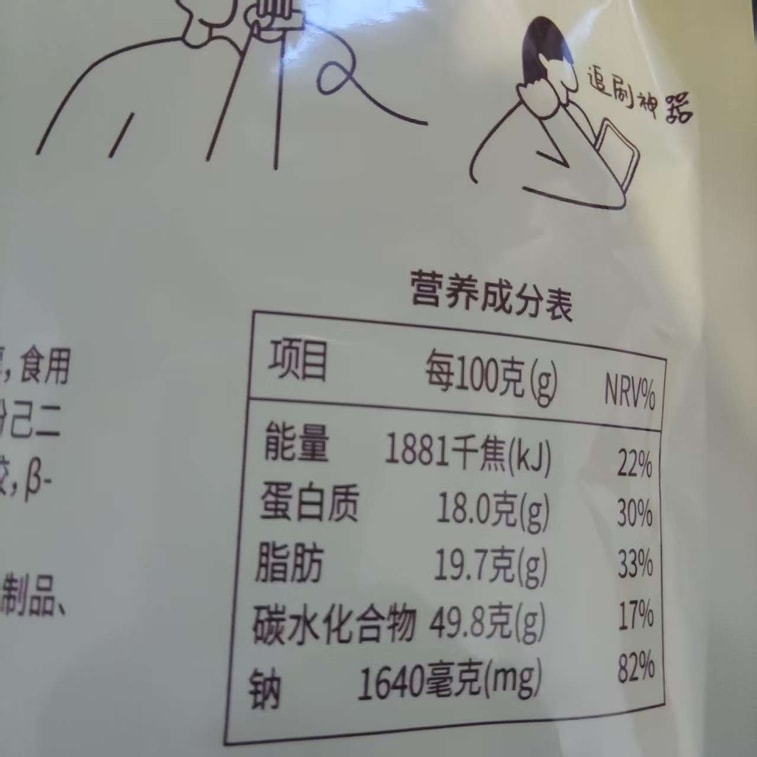 追剧神器
营养成分表
项目 每100克(g) NRV%
能量 1881千焦(kJ) 22%
蛋白质 18.0克(g) 30%
脂肪 19.7克(g) 33%
碳水化合物 49.8克(g) 17%
钠 1640毫克(mg) 82%
,食用
己二
,β-
制品、